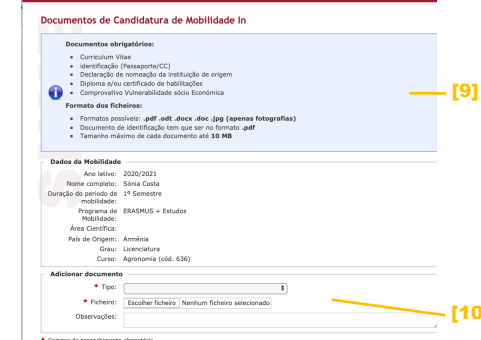 Documentos de Candidatura de Mobilidade In
Documentos obrigatórios:
Curriculum Vitae
identificação (Passaporte/CC)
Declaração de nomeação da instituição de origem
Diploma e/ou certificado de habilitações
Comprovativo Vulnerabilidade sócio Económica
[9]
Formato dos ficheiros:
Formatos possíveis: .pdf .odt .docx .doc .jpg (apenas fotografias)
Documento de identificação tem que ser no formato .pdf
Tamanho máximo de cada documento até 10 MB
Dados da Mobilidade
Ano letivo: 2020/2021
Nome completo: Sónia Costa
Duração do periodo de mobilidade: 1º Semestre
Programa de Mobilidade: ERASMUS + Estudos
Área Científica:
País de Origem: Arménia
Grau: Licenciatura
Curso: Agronomia (cód. 636)
Adicionar documento
* Tipo:
* Ficheiro: Escolher ficheiro Nenhum ficheiro selecionado
[10
Observações: